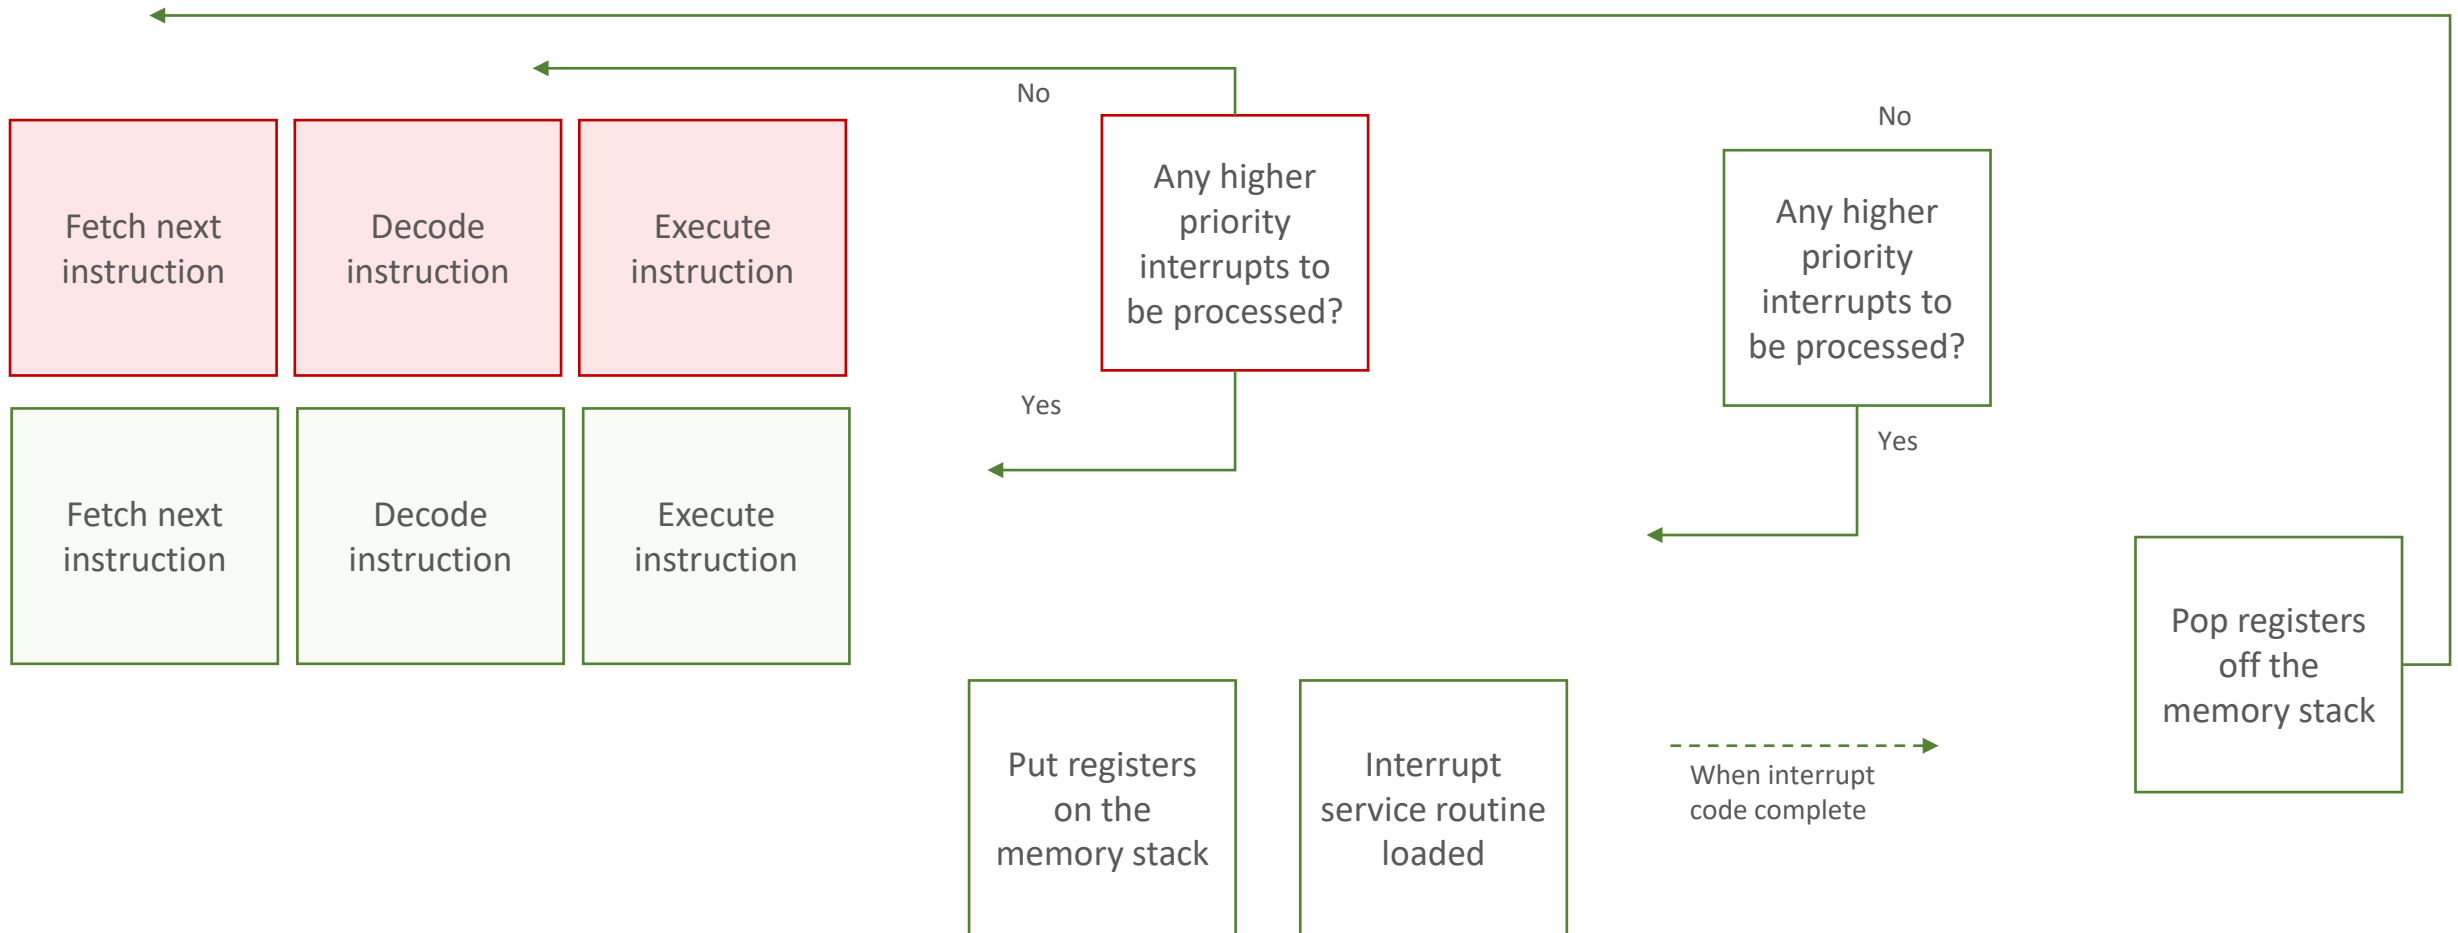 No
Fetch next
instruction
Decode
instruction
Execute
instruction
Any higher
priority
interrupts to
be processed?
No
Any higher
priority
interrupts to
be processed?
Yes
Yes
Fetch next
instruction
Decode
instruction
Execute
instruction
Put registers
on the
memory stack
Interrupt
service routine
loaded
When interrupt
code complete
Pop registers
off the
memory stack